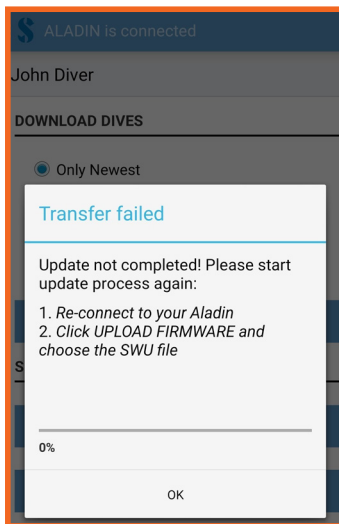 ALADIN is connected
John Diver
DOWNLOAD DIVES
Only Newest
Transfer failed
Update not completed! Please start
update process again:
1. Re-connect to your Aladin
2. Click UPLOAD FIRMWARE and
choose the SWU file
S
0%
OK